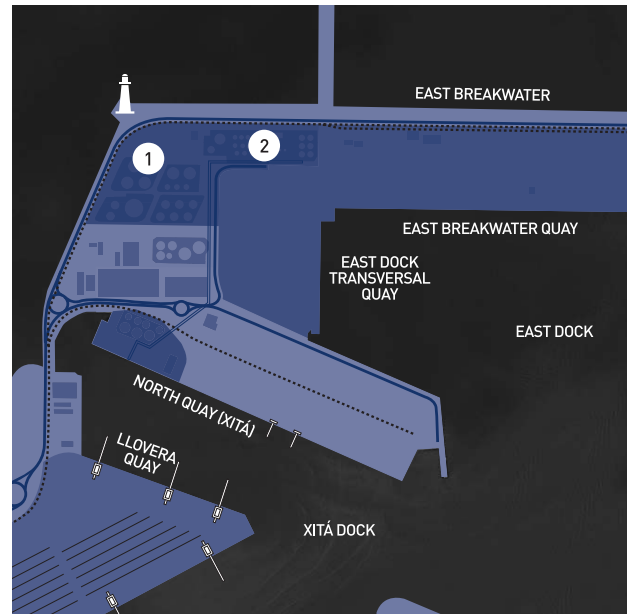 EAST BREAKWATER
1
2
EAST BREAKWATER QUAY
EAST DOCK
TRANSVERSAL
QUAY
EAST DOCK
NORTH QUAY (XITÁ)
LLOVERA
QUAY
XITÁ DOCK